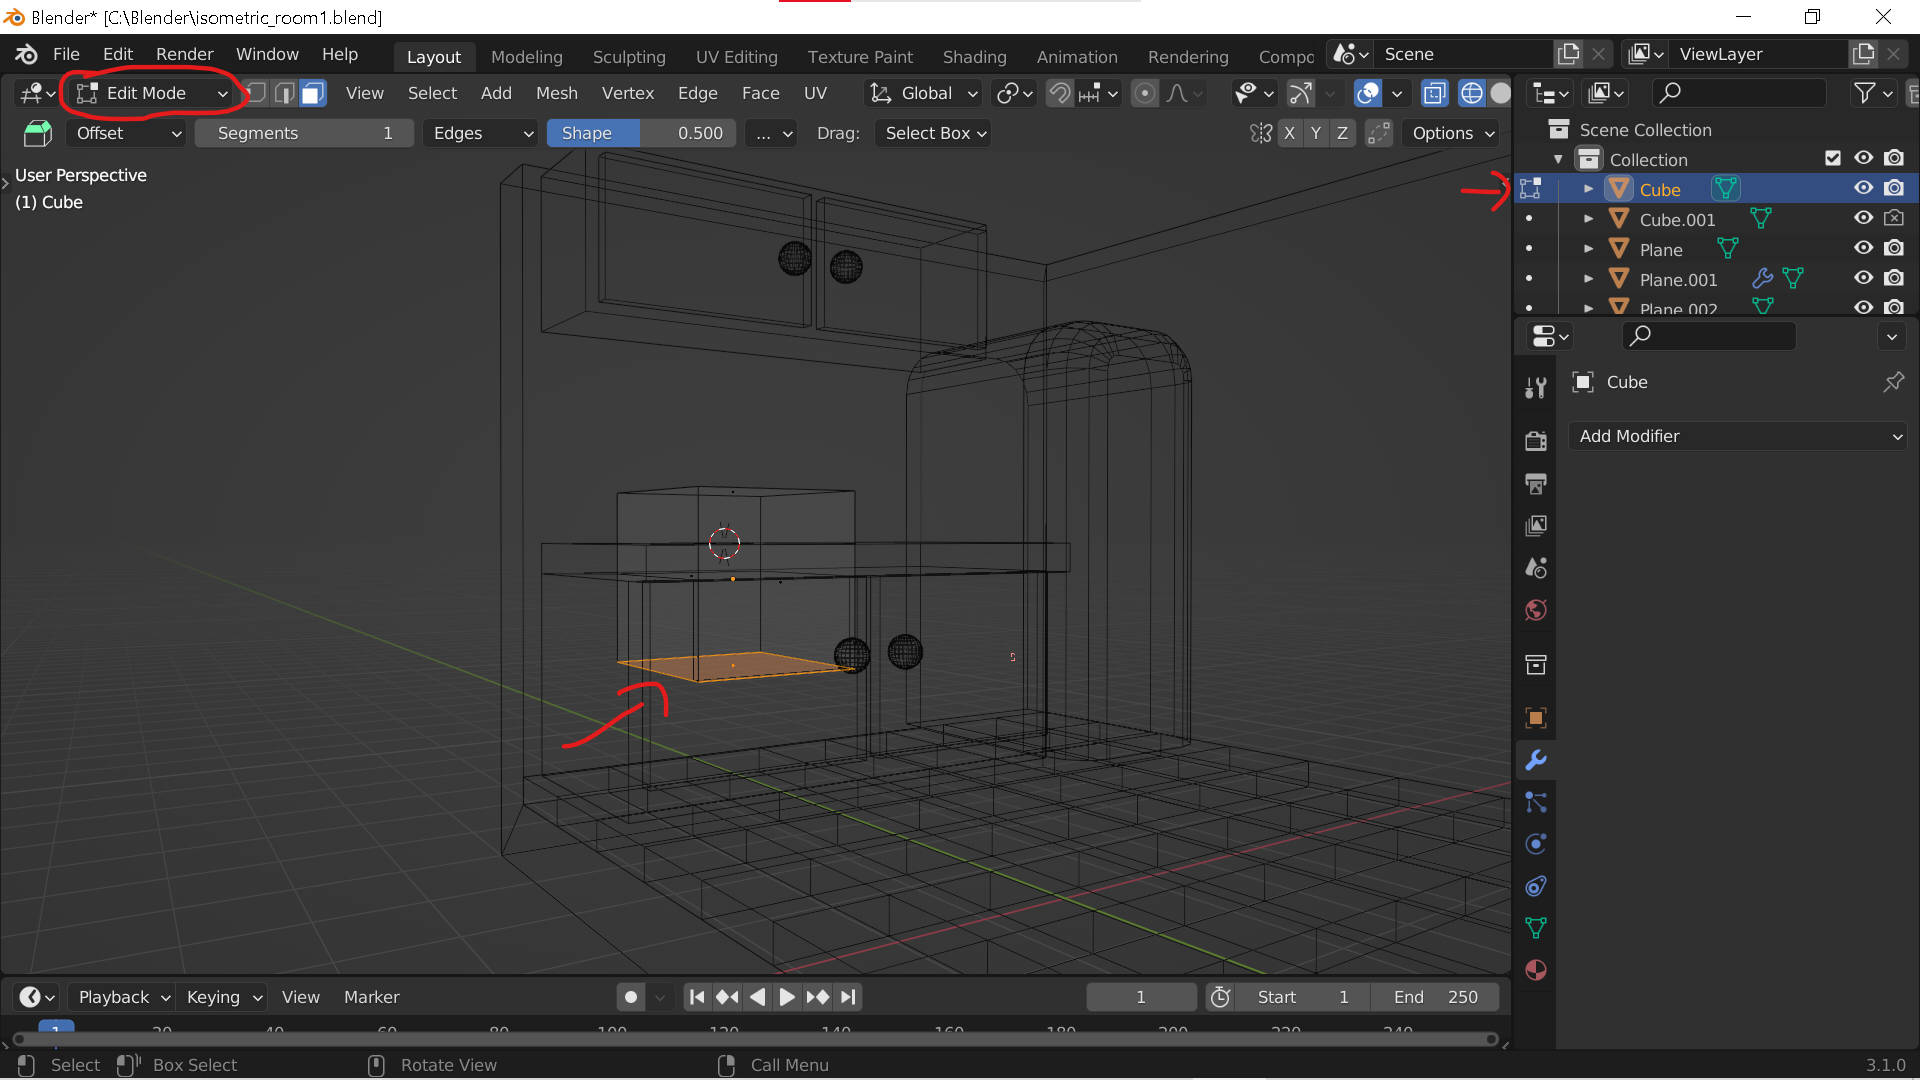 Blender* [C:\Blender\isometric_room1.blend]
File Edit Render Window Help Layout Modeling Sculpting UV Editing Texture Paint Shading Animation Rendering Compo Scene ViewLayer
Edit Mode View Select Add Mesh Vertex Edge Face UV Global
Offset Segments 1 Edges Shape 0.500 ... Drag: Select Box X Y Z Options
User Perspective
(1) Cube
Scene Collection
Collection
Cube
Cube.001
Plane
Plane.001
Plane.002
Cube
Add Modifier
Playback Keying View Marker 1 Start 1 End 250
1 20 40 60 80 100 120 140 160 180 200 220 240
Select Box Select Rotate View Call Menu 3.1.0